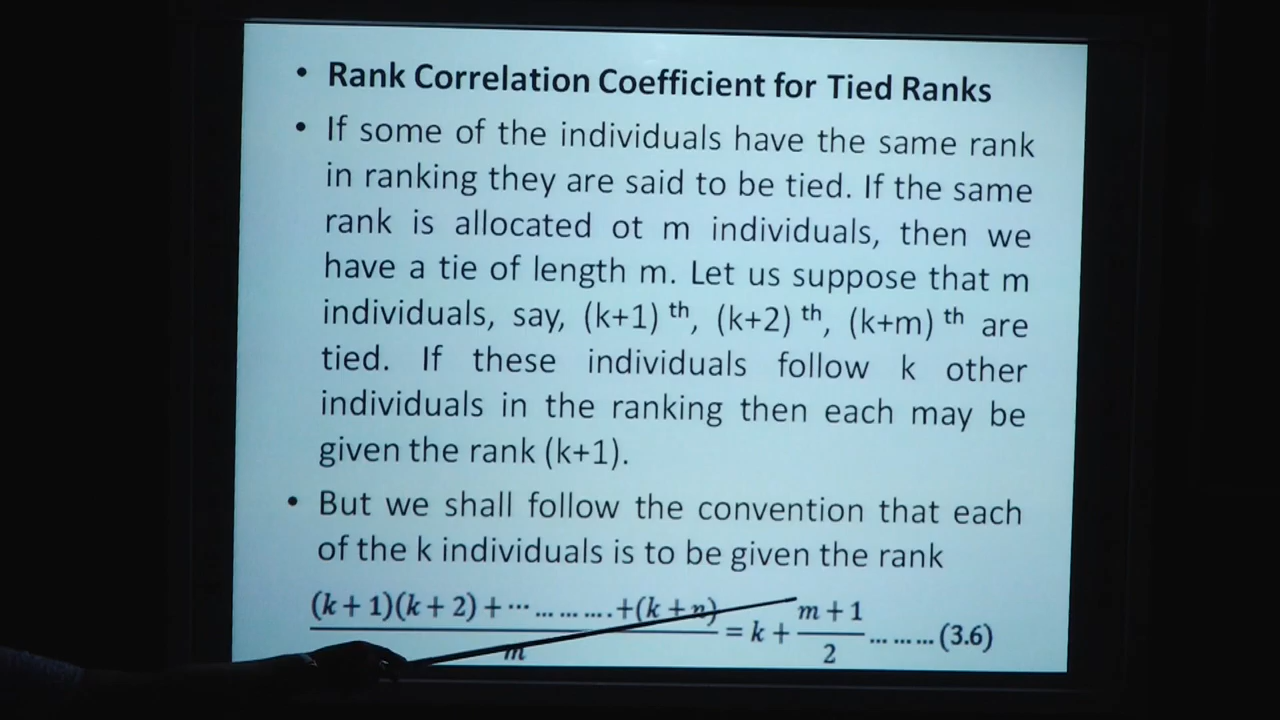 • Rank Correlation Coefficient for Tied Ranks
• If some of the individuals have the same rank
in ranking they are said to be tied. If the same
rank is allocated ot m individuals, then we
have a tie of length m. Let us suppose that m
individuals, say, (k+1) th, (k+2) th, (k+m) th are
tied. If these individuals follow k other
individuals in the ranking then each may be
given the rank (k+1).
• But we shall follow the convention that each
of the k individuals is to be given the rank
(k + 1)(k + 2) + ⋯ … … … . +(k + n)
m
= k + m + 1
2
… … … (3.6)